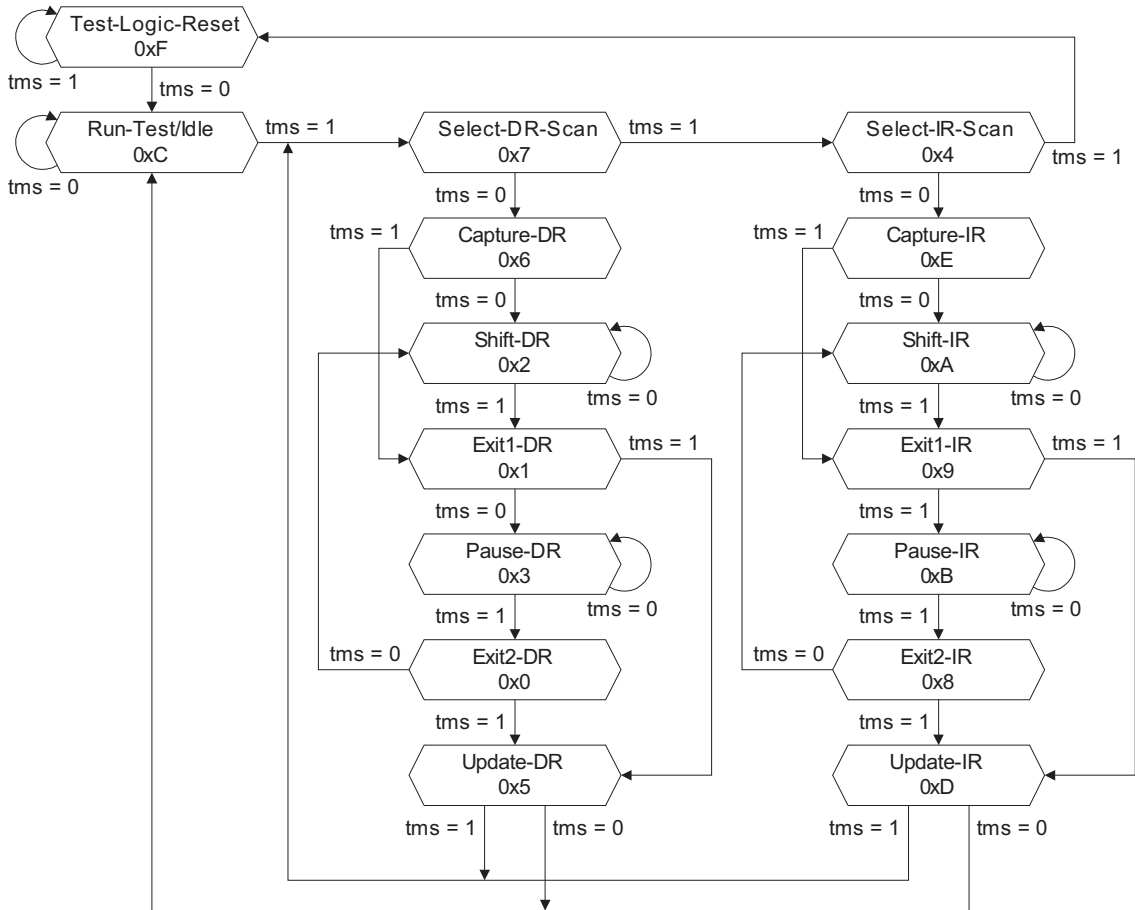 Test-Logic-Reset
0xF
tms = 1
tms = 0
Run-Test/Idle
0xC
tms = 0
tms = 1
Select-DR-Scan
0x7
tms = 1
Select-IR-Scan
0x4
tms = 1
tms = 0
tms = 0
tms = 1
Capture-DR
0x6
tms = 1
Capture-IR
0xE
tms = 0
tms = 0
Shift-DR
0x2
tms = 0
Shift-IR
0xA
tms = 0
tms = 1
tms = 1
Exit1-DR
0x1
tms = 1
Exit1-IR
0x9
tms = 1
tms = 0
tms = 1
Pause-DR
0x3
tms = 0
Pause-IR
0xB
tms = 0
tms = 1
tms = 1
tms = 0
Exit2-DR
0x0
tms = 0
Exit2-IR
0x8
tms = 1
tms = 1
Update-DR
0x5
Update-IR
0xD
tms = 1
tms = 0
tms = 1
tms = 0